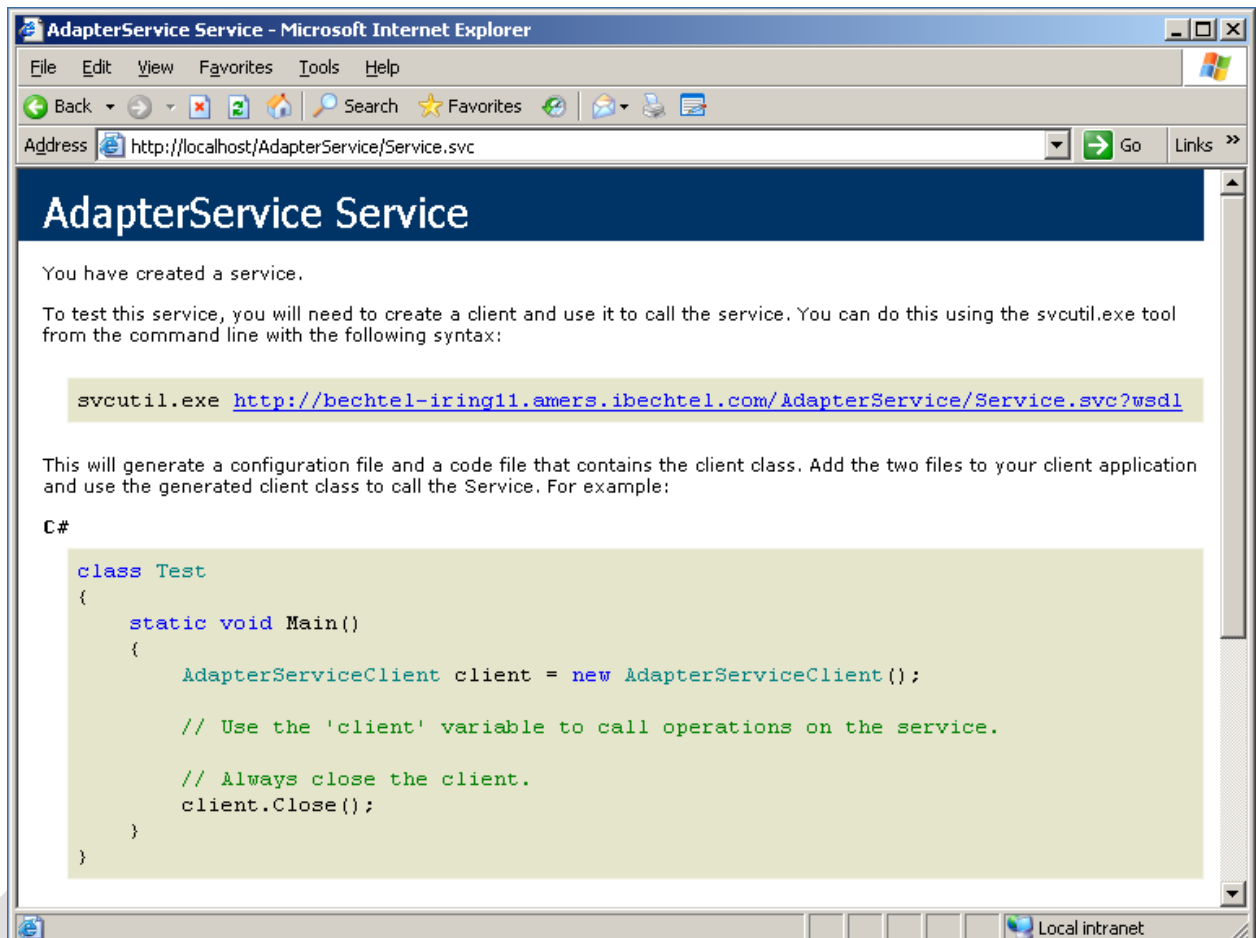 AdapterService Service - Microsoft Internet Explorer
File Edit View Favorites Tools Help
Back Search Favorites
Address http://localhost/AdapterService/Service.svc Go Links »
AdapterService Service
You have created a service.
To test this service, you will need to create a client and use it to call the service. You can do this using the svcutil.exe tool
from the command line with the following syntax:
svcutil.exe http://bechtel-iring11.amers.ibechtel.com/AdapterService/Service.svc?wsdl
This will generate a configuration file and a code file that contains the client class. Add the two files to your client application
and use the generated client class to call the Service. For example:
C#
class Test
{
static void Main()
{
AdapterServiceClient client = new AdapterServiceClient();
// Use the 'client' variable to call operations on the service.
// Always close the client.
client.Close();
}
}
Local intranet